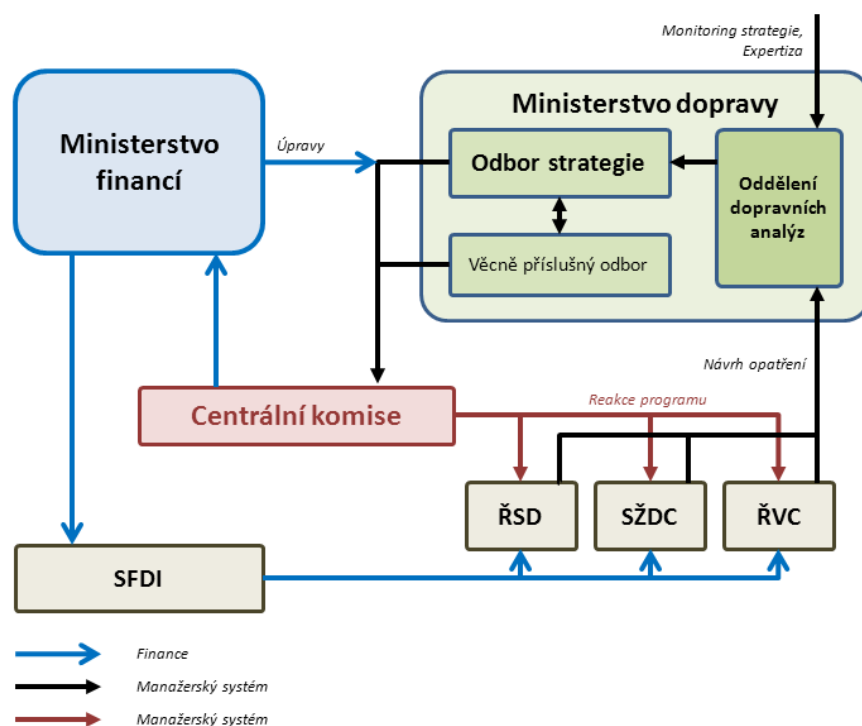 Monitoring strategie,
Expertiza
Ministerstvo dopravy
Ministerstvo
financí
Úpravy
Odbor strategie
Oddělení
dopravních
analýz
Věcně příslušný odbor
Návrh opatření
Centrální komise
Reakce programu
ŘSD
SŽDC
ŘVC
SFDI
Finance
Manažerský systém
Manažerský systém